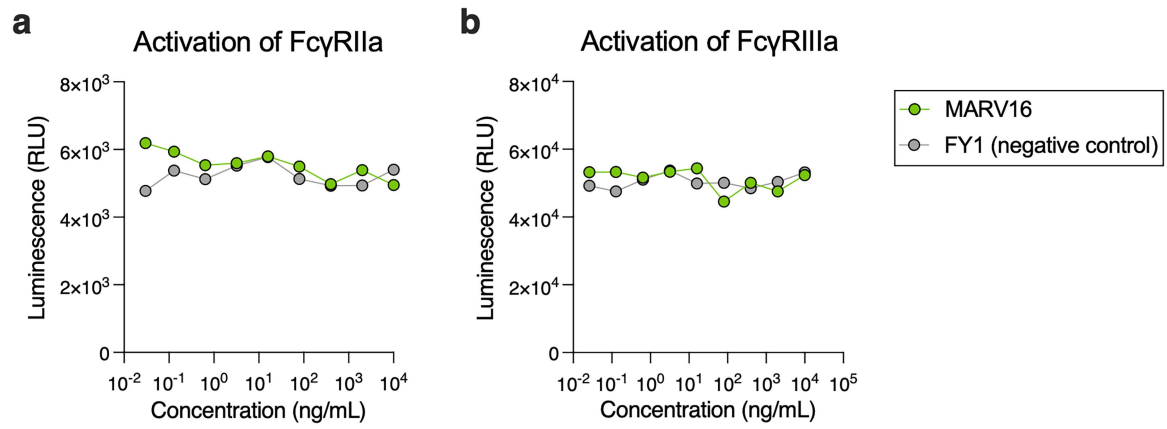 a
Activation of FcγRIIa
8×10³
6×10³
4×10³
2×10³
0
Luminescence (RLU)
10⁻² 10⁻¹ 10⁰ 10¹ 10² 10³ 10⁴
Concentration (ng/mL)
b
Activation of FcγRIIIa
8×10⁴
6×10⁴
4×10⁴
2×10⁴
0
Luminescence (RLU)
10⁻² 10⁻¹ 10⁰ 10¹ 10² 10³ 10⁴ 10⁵
Concentration (ng/mL)
MARV16
FY1 (negative control)